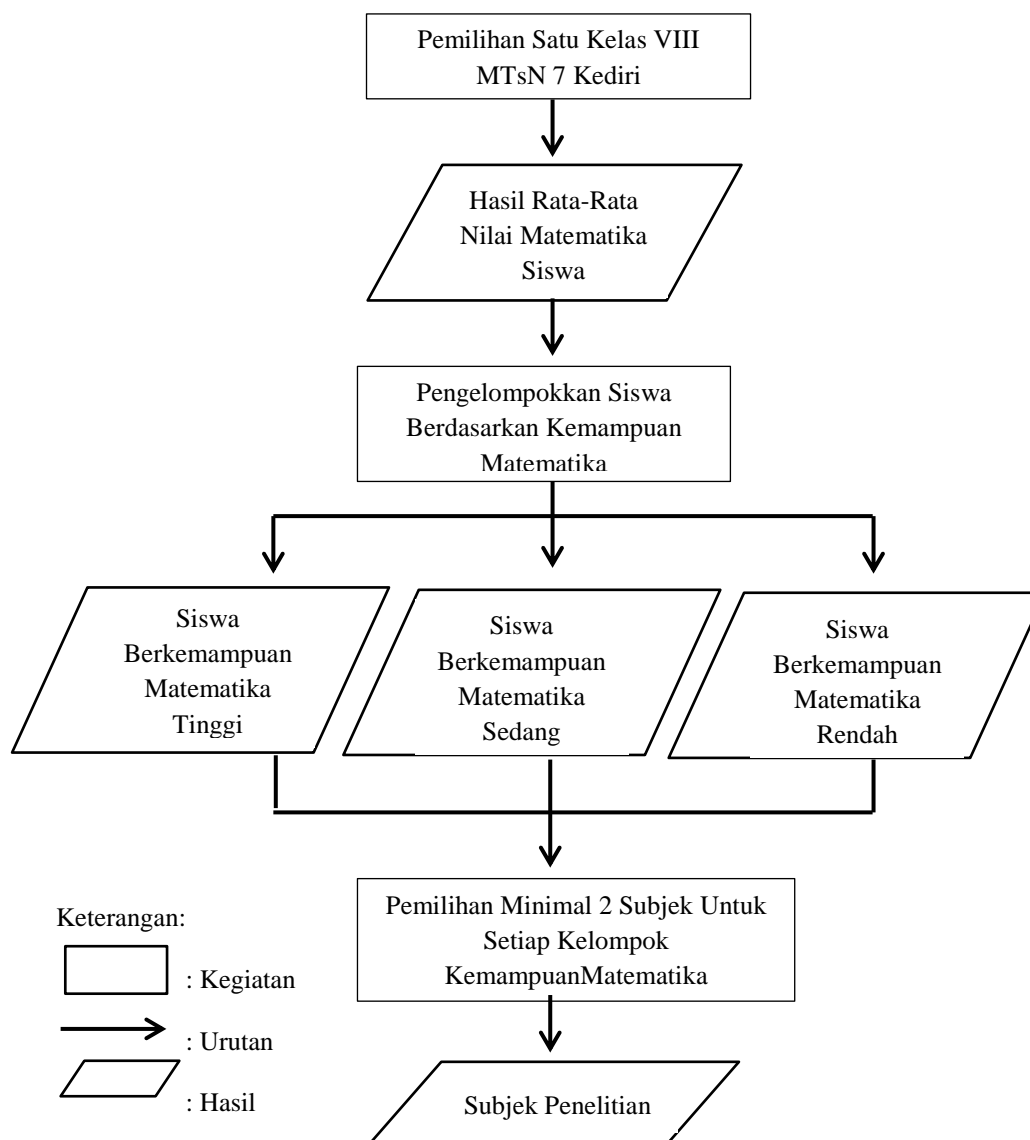 Pemilihan Satu Kelas VIII
MTsN 7 Kediri
Hasil Rata-Rata
Nilai Matematika
Siswa
Pengelompokkan Siswa
Berdasarkan Kemampuan
Matematika
Siswa
Berkemampuan
Matematika
Tinggi
Siswa
Berkemampuan
Matematika
Sedang
Siswa
Berkemampuan
Matematika
Rendah
Pemilihan Minimal 2 Subjek Untuk
Setiap Kelompok
KemampuanMatematika
Keterangan:
: Kegiatan
: Urutan
: Hasil
Subjek Penelitian